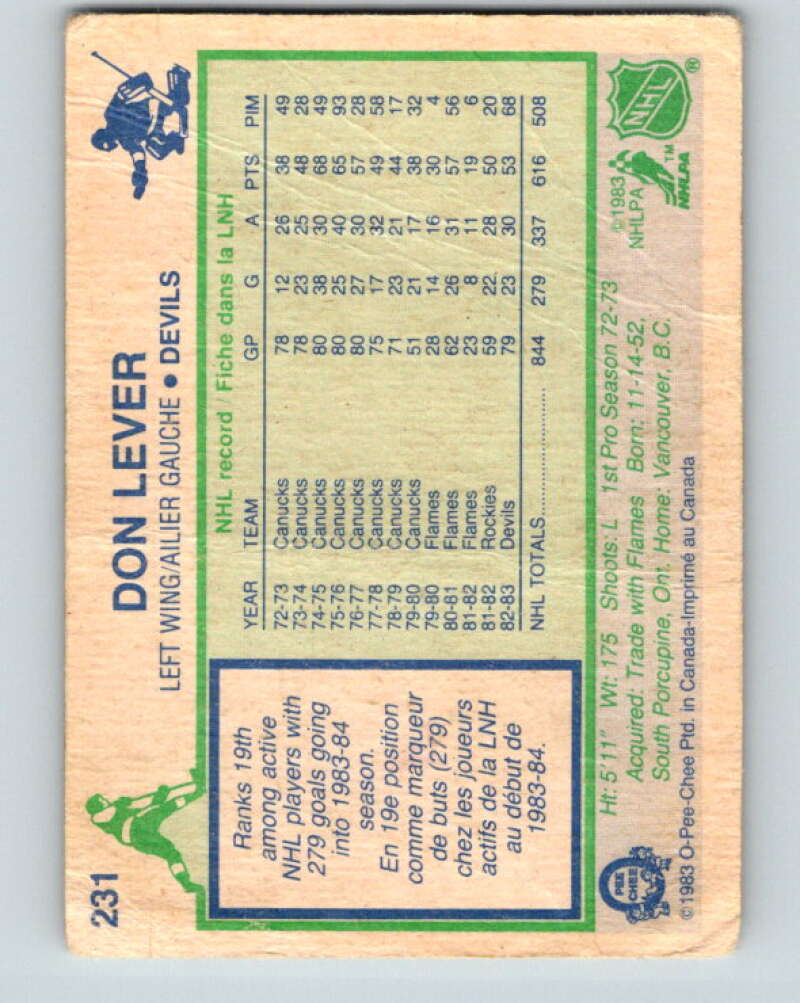 231
DON LEVER
LEFT WING/AILIER GAUCHE • DEVILS
Ranks 19th
among active
NHL players with
279 goals going
into 1983-84
season.
En 19e position
comme marqueur
de buts (279)
chez les joueurs
actifs de la LNH
au début de
1983-84.
NHL record / Fiche dans la LNH
YEAR TEAM GP G A PTS PIM
72-73 Canucks 78 12 26 38 49
73-74 Canucks 78 23 25 48 28
74-75 Canucks 80 38 30 68 49
75-76 Canucks 80 25 40 65 93
76-77 Canucks 80 27 30 57 28
77-78 Canucks 75 17 32 49 58
78-79 Canucks 71 23 21 44 17
79-80 Canucks 51 21 17 38 32
79-80 Flames 28 14 16 30 4
80-81 Flames 62 26 31 57 56
81-82 Flames 23 8 11 19 6
81-82 Rockies 59 22 28 50 20
82-83 Devils 79 23 30 53 68
NHL TOTALS.................... 844 279 337 616 508
Ht: 5'11" Wt: 175 Shoots: L 1st Pro Season 72-73
Acquired: Trade with Flames Born: 11-14-52,
South Porcupine, Ont. Home: Vancouver, B.C.
©1983 O-Pee-Chee Ptd. in Canada-Imprimé au Canada
PEE
CHEE
©1983
NHLPA
NHL
®
TM
NHLPA